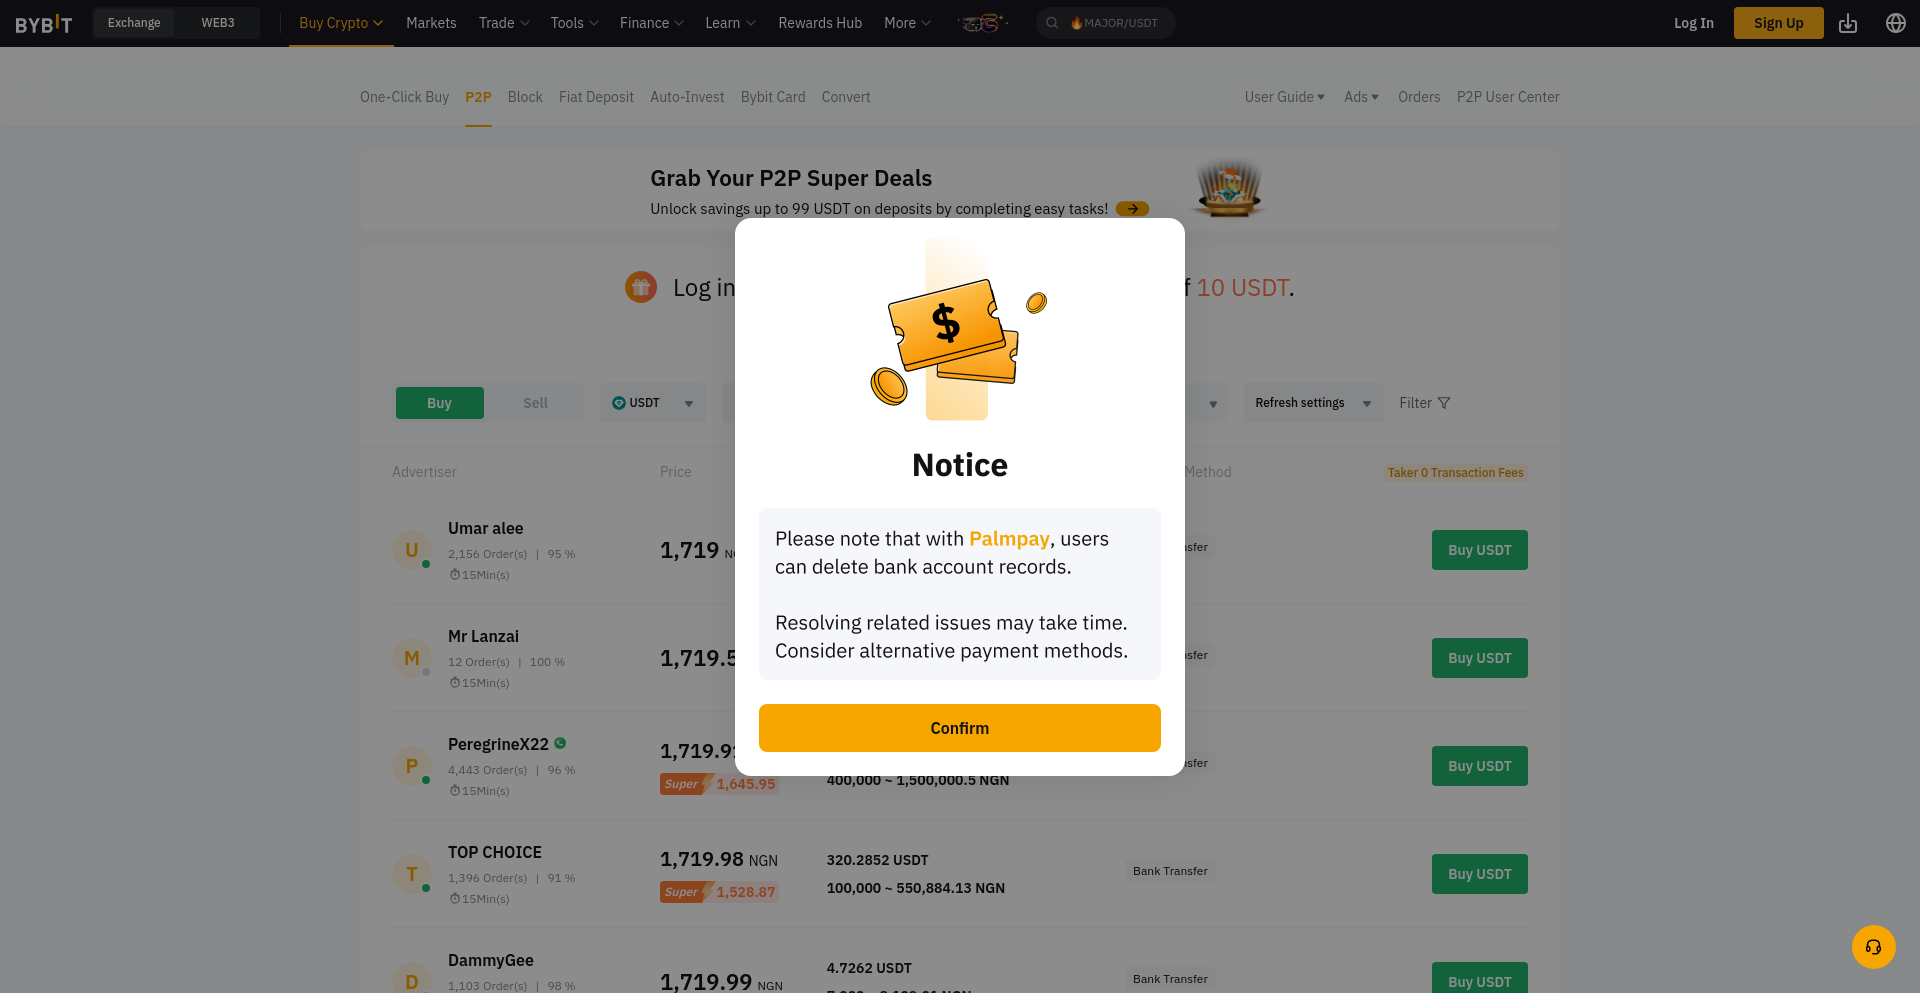 BYBIT
Exchange
WEB3
Buy Crypto
Markets
Trade
Tools
Finance
Learn
Rewards Hub
More
MAJOR/USDT
Log In
Sign Up
One-Click Buy
P2P
Block
Fiat Deposit
Auto-Invest
Bybit Card
Convert
User Guide
Ads
Orders
P2P User Center
Grab Your P2P Super Deals
Unlock savings up to 99 USDT on deposits by completing easy tasks!
Log in
10 USDT.
Buy
Sell
USDT
Refresh settings
Filter
Advertiser
Price
Method
Taker 0 Transaction Fees
U
Umar alee
2,156 Order(s) | 95 %
15Min(s)
1,719
Buy USDT
M
Mr Lanzai
12 Order(s) | 100 %
15Min(s)
1,719.5
Buy USDT
P
PeregrineX22
4,443 Order(s) | 96 %
15Min(s)
1,719.9
Super 1,645.95
400,000 ~ 1,500,000.5 NGN
Buy USDT
T
TOP CHOICE
1,396 Order(s) | 91 %
15Min(s)
1,719.98 NGN
Super 1,528.87
320.2852 USDT
100,000 ~ 550,884.13 NGN
Bank Transfer
Buy USDT
D
DammyGee
1,103 Order(s) | 98 %
1,719.99 NGN
4.7262 USDT
Bank Transfer
Buy USDT
$
Notice
Please note that with Palmpay, users
can delete bank account records.
Resolving related issues may take time.
Consider alternative payment methods.
Confirm